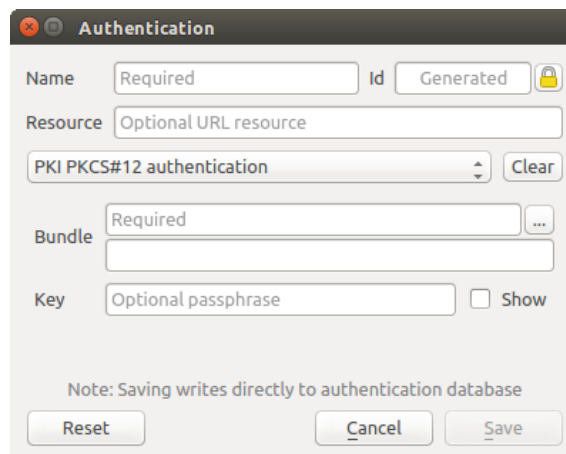 Authentication
Name Required Id Generated
Resource Optional URL resource
PKI PKCS#12 authentication Clear
Bundle Required ...
Key Optional passphrase Show
Note: Saving writes directly to authentication database
Reset Cancel Save